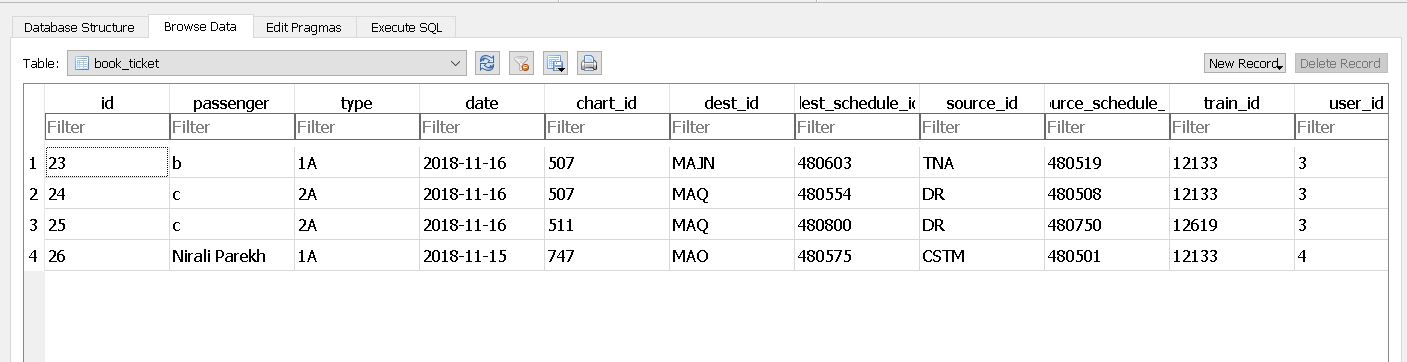 Database Structure Browse Data Edit Pragmas Execute SQL
Table: book_ticket New Record Delete Record
id passenger type date chart_id dest_id lest_schedule_ic source_id ource_schedule_ train_id user_id
Filter Filter Filter Filter Filter Filter Filter Filter Filter Filter Filter
1 23 b 1A 2018-11-16 507 MAJN 480603 TNA 480519 12133 3
2 24 c 2A 2018-11-16 507 MAQ 480554 DR 480508 12133 3
3 25 c 2A 2018-11-16 511 MAQ 480800 DR 480750 12619 3
4 26 Nirali Parekh 1A 2018-11-15 747 MAO 480575 CSTM 480501 12133 4